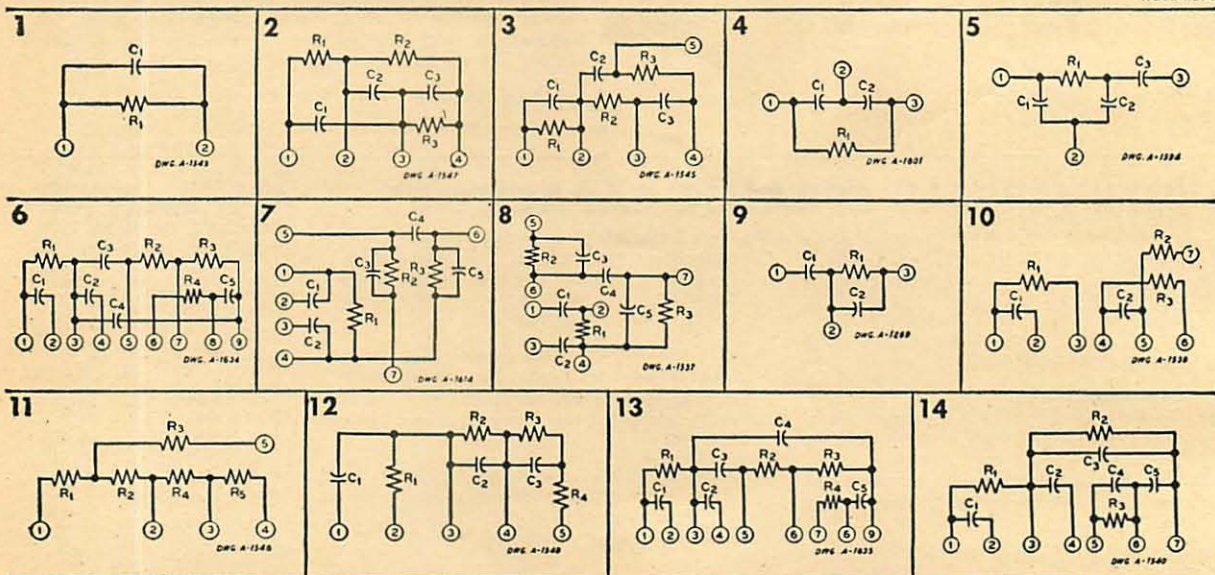 1
C1
R1
1 2
DWG. A-1543
2
R1 R2
C2 C3
C1
R3
1 2 3 4
DWG. A-1547
3
5
C2 R3
C1
R2
C3
R1
1 2 3 4
DWG. A-1545
4
2
1 C1 C2 3
R1
DWG. A-1601
5
1 R1 C3 3
C1 C2
2
DWG. A-1594
6
R1 C3 R2 R3
C1 C2 R4 C5
C4
1 2 3 4 5 6 7 8 9
DWG. A-1634
7
C4
5 6
1 C3 R2 R3 C5
2 C1
3 R1
C2
4
7
DWG. A-1614
8
5
R2 C3
6 C4 7
1 C1 2 C5 R3
R1
3 C2 4
DWG. A-1537
9
C1 R1
1 3
C2
2
DWG. A-1269
10
R2
7
R1
R3
C1 C2
1 2 3 4 5 6
DWG. A-1538
11
R3
5
R1 R2 R4 R5
1 2 3 4
DWG. A-1546
12
R2 R3
C1 R1 C2 C3
R4
1 2 3 4 5
DWG. A-1548
13
C4
R1 C3 R2 R3
R4 C5
C1 C2
1 2 3 4 5 6 7 8 9
DWG. A-1635
14
R2
C3
R1 C2 C4 C5
C1 R3
1 2 3 4 5 6 7
DWG. A-1540